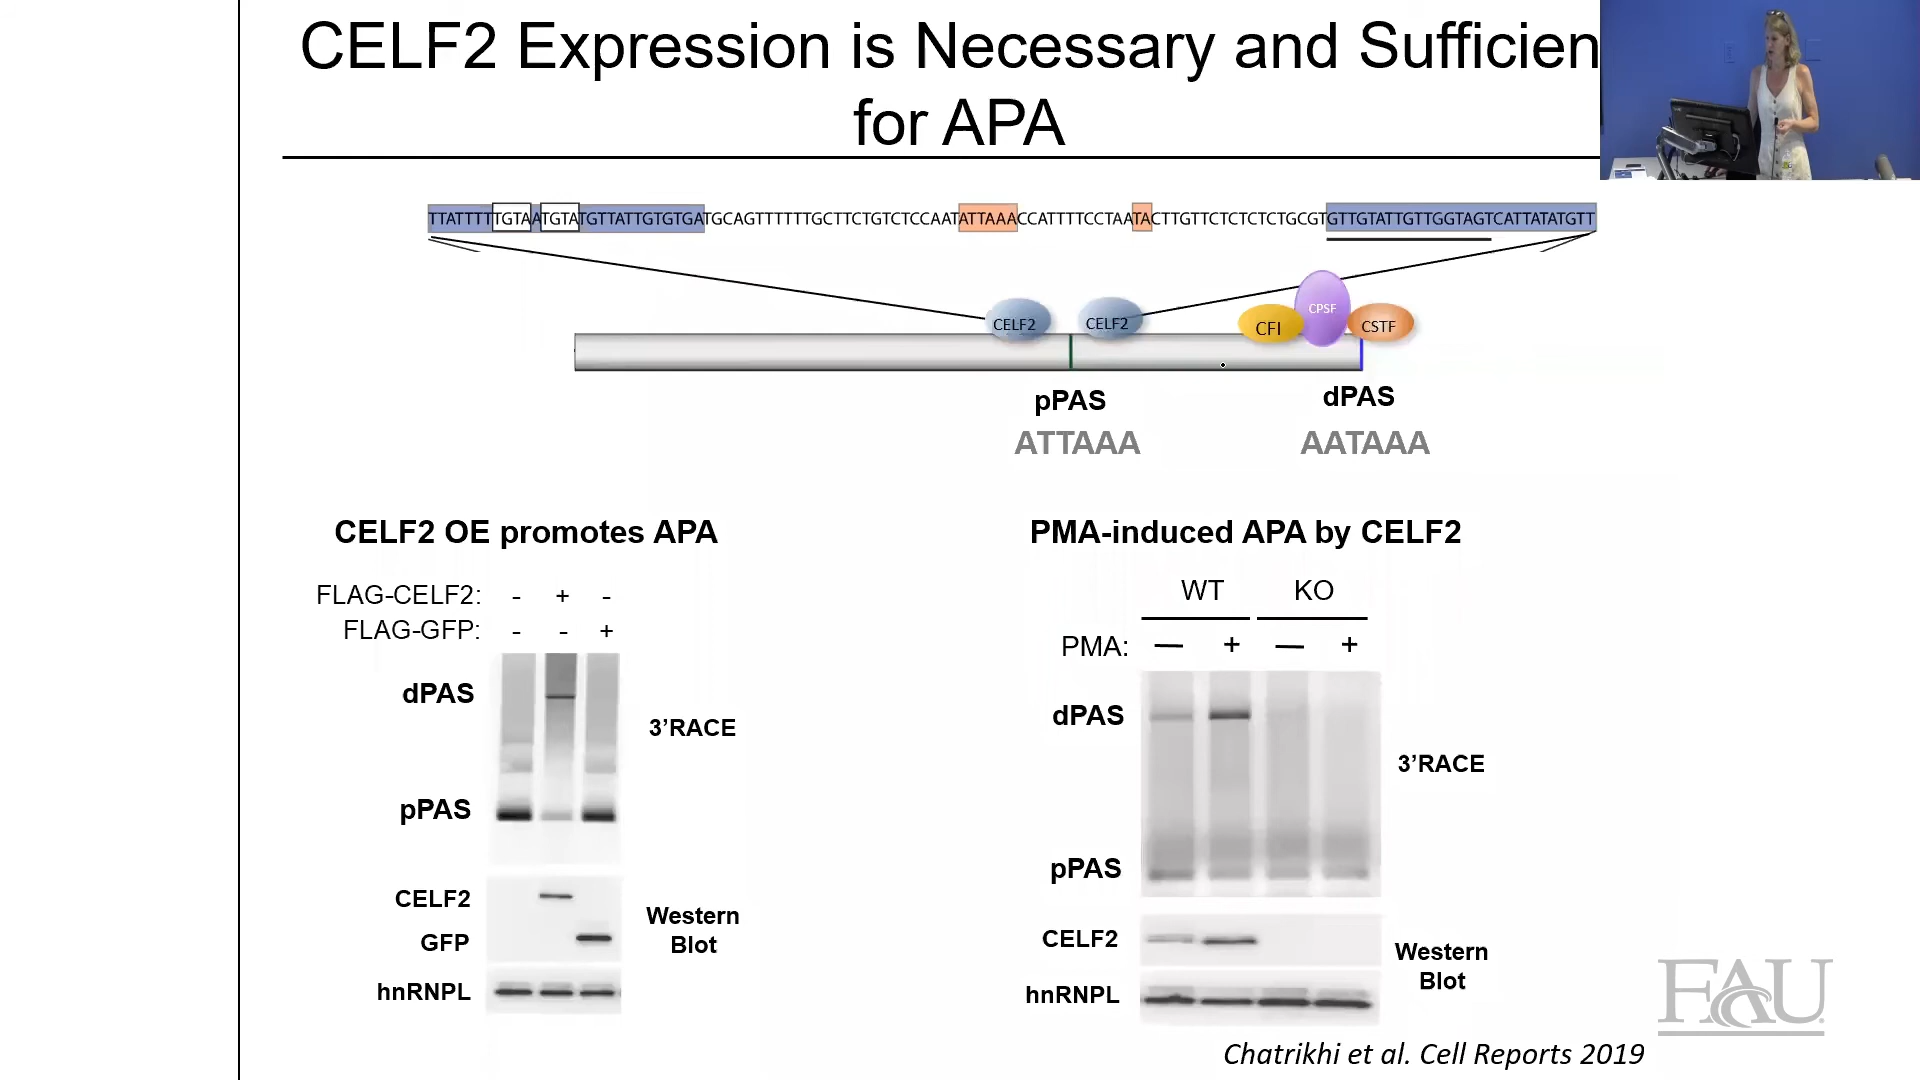 CELF2 Expression is Necessary and Sufficien
for APA
TTATTTTTGTAATGTATGTTATTGTGTGATGCAGTTTTTTGCTTCTGTCTCCAATATTAAACCATTTTCCTAATACTTGTTCTCTCTCTGCGTGTTGTATTGTTGGTAGTCATTATATGTT
CELF2 CELF2 CFI CPSF CSTF
pPAS dPAS
ATTAAA AATAAA
CELF2 OE promotes APA
FLAG-CELF2: - + -
FLAG-GFP: - - +
dPAS
3’RACE
pPAS
CELF2
GFP
Western
Blot
hnRNPL
PMA-induced APA by CELF2
WT KO
PMA: — + — +
dPAS
3’RACE
pPAS
CELF2
Western
Blot
hnRNPL
FAU
Chatrikhi et al. Cell Reports 2019